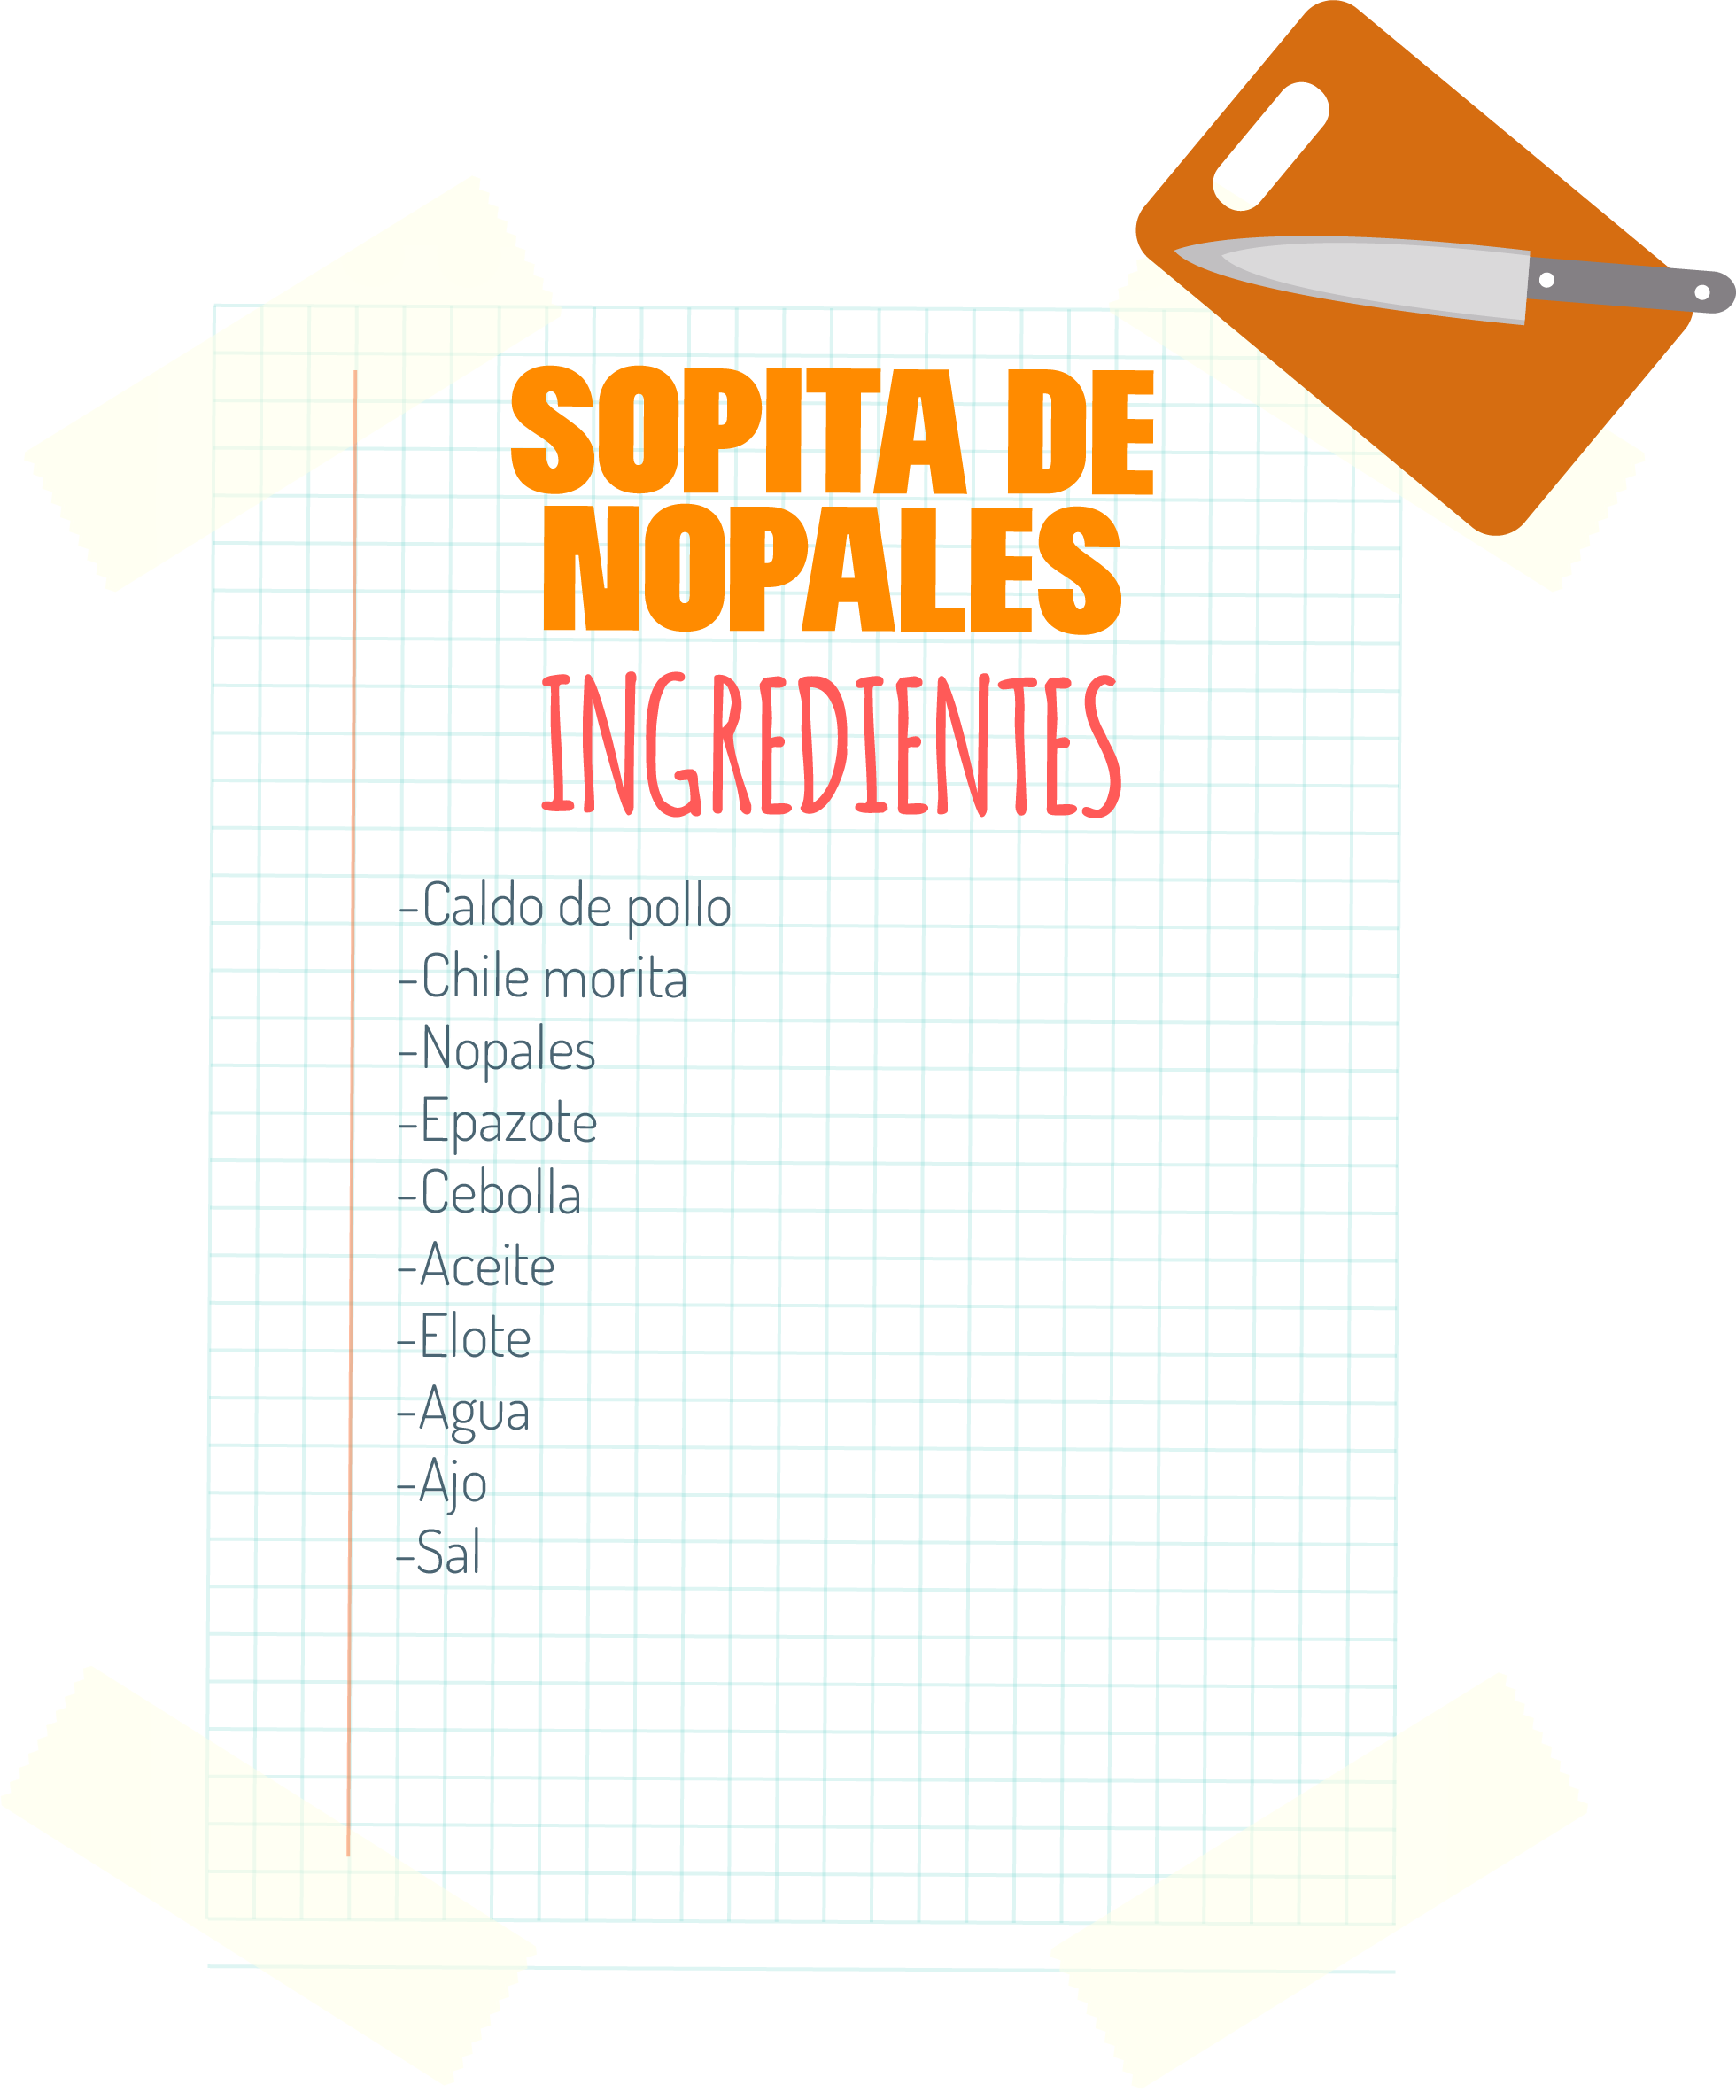 SOPITA DE
NOPALES
INGREDIENTES
-Caldo de pollo
-Chile morita
-Nopales
-Epazote
-Cebolla
-Aceite
-Elote
-Agua
-Ajo
-Sal